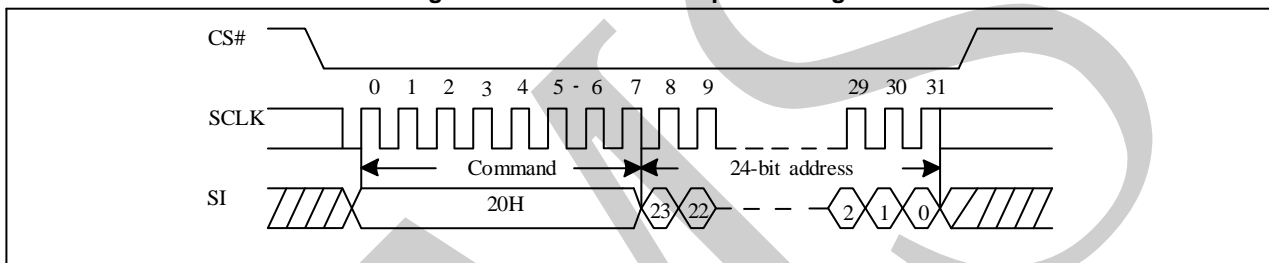 CS#
0 1 2 3 4 5 - 6 7 8 9 29 30 31
SCLK
Command 24-bit address
SI 20H 23 22 2 1 0